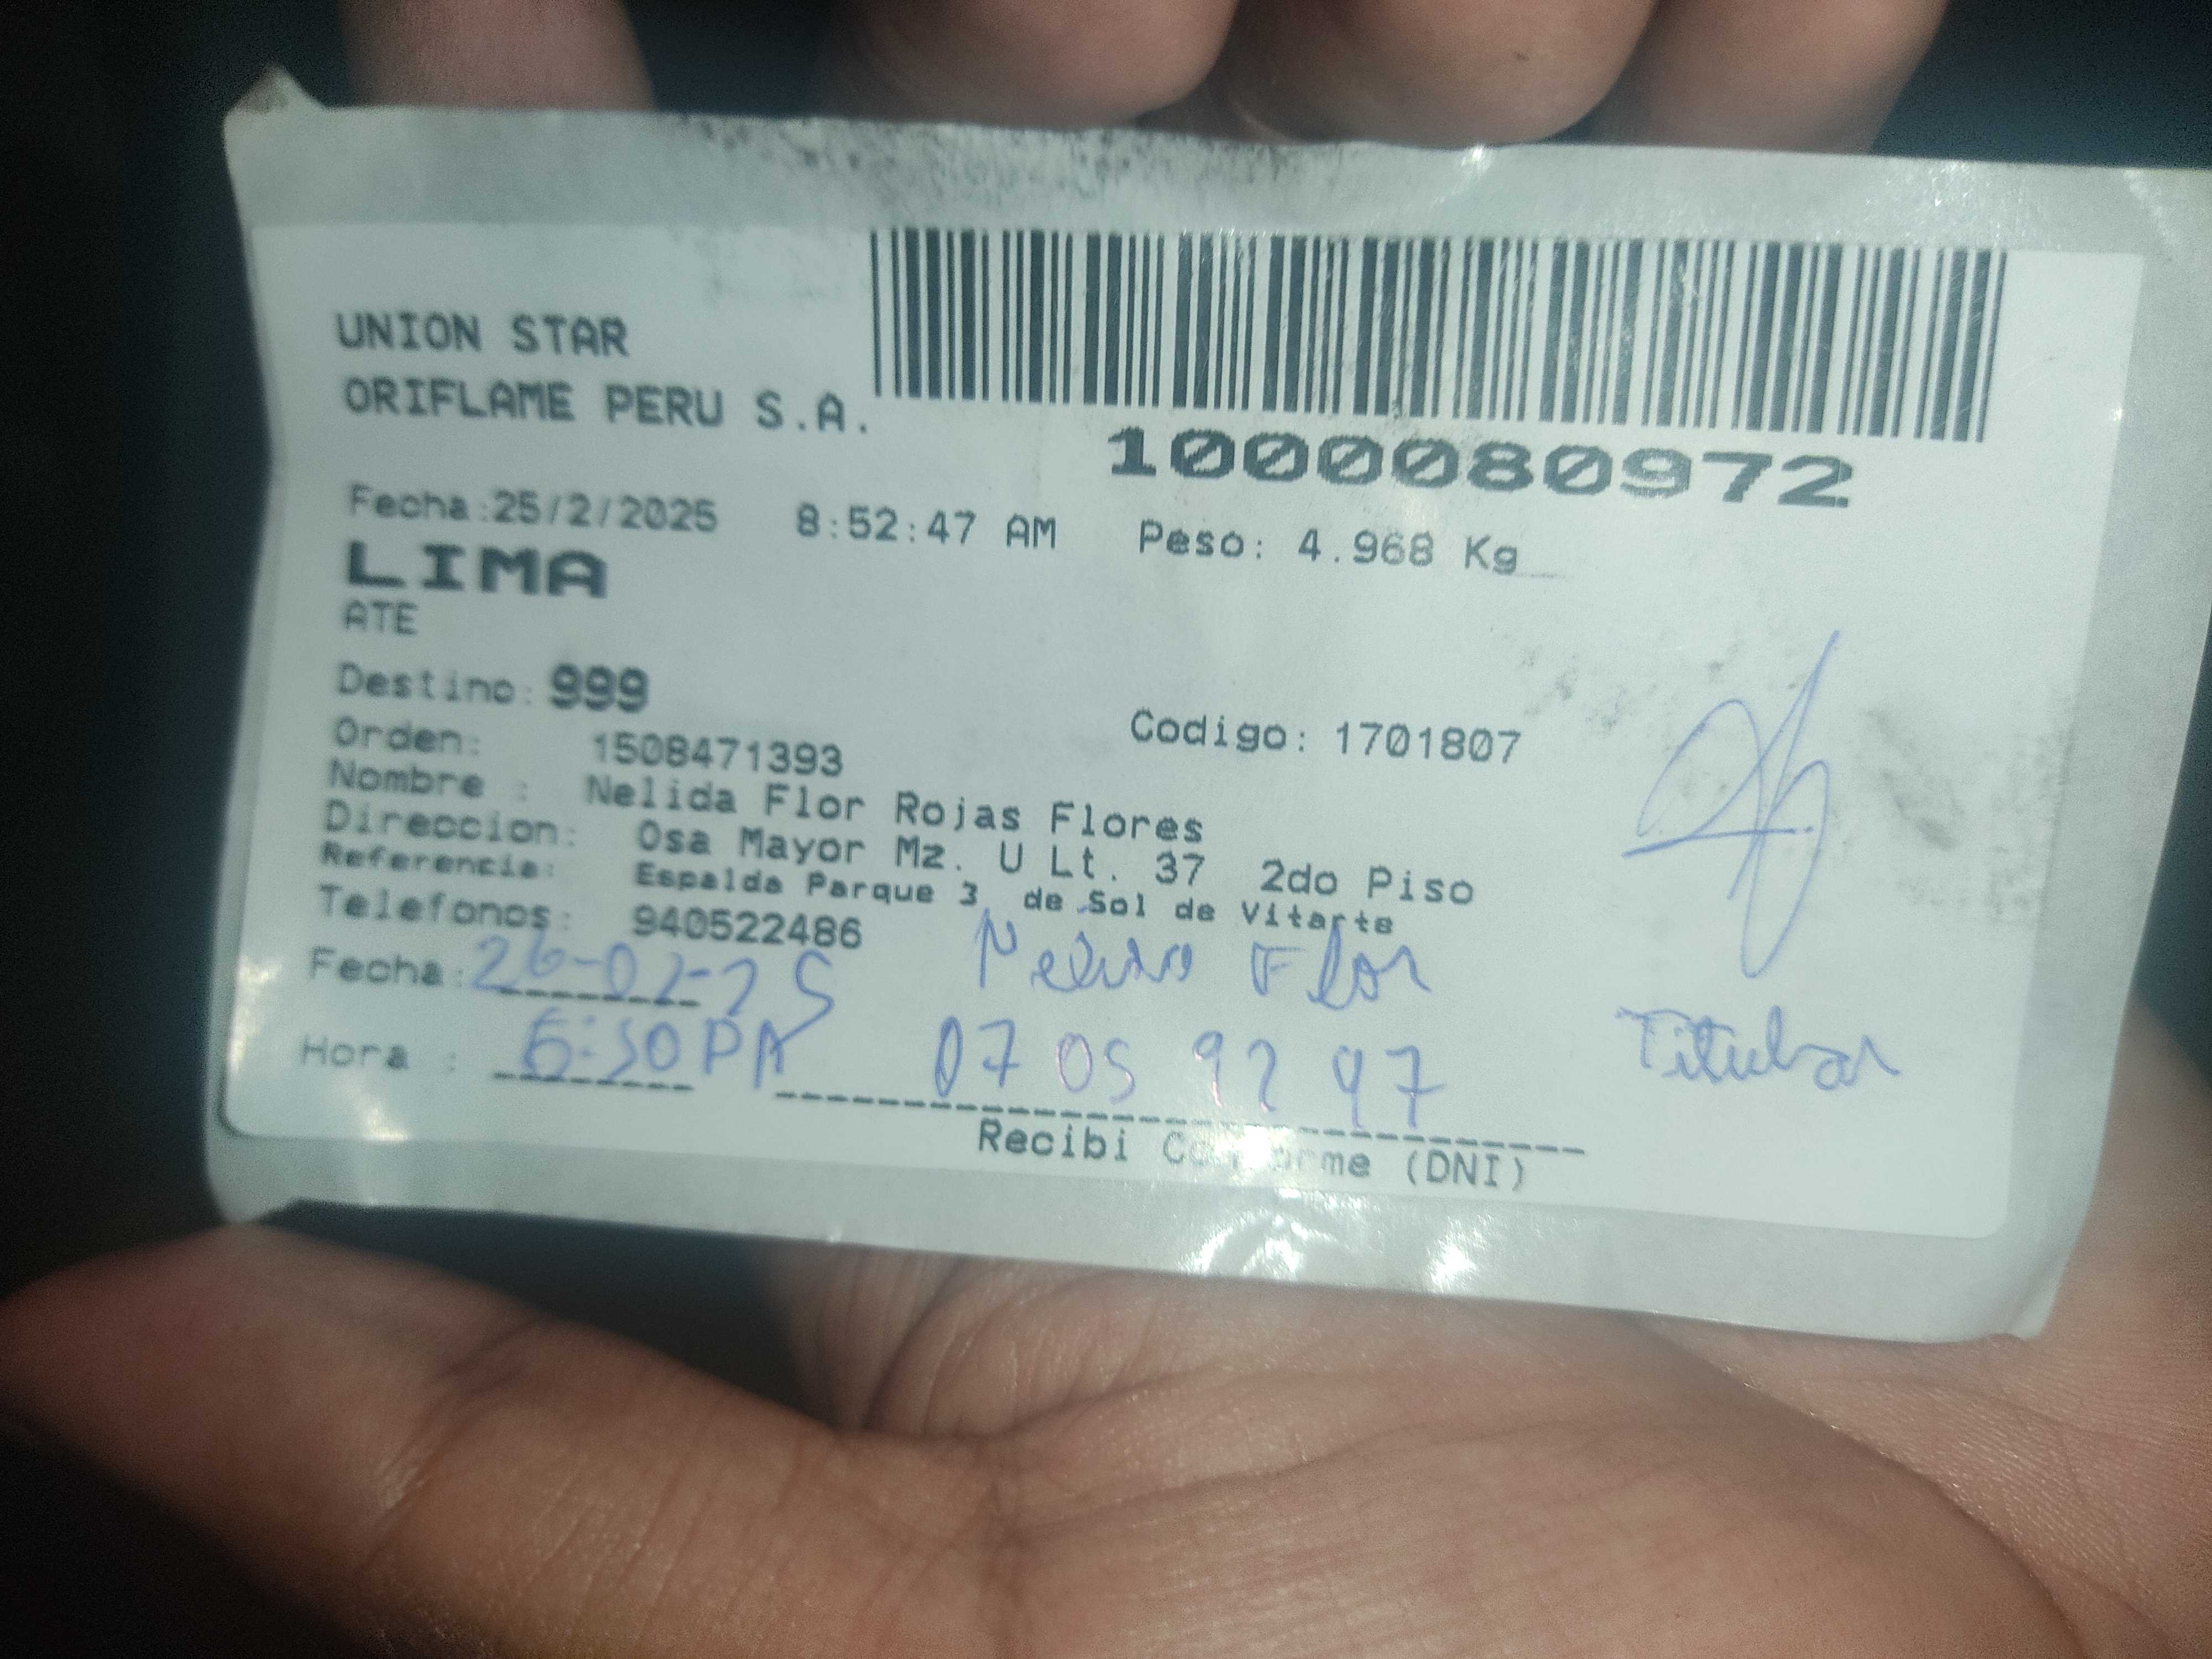 UNION STAR
ORIFLAME PERU S.A.
1000080972
Fecha:25/2/2025 8:52:47 AM Peso: 4.968 Kg
LIMA
ATE
Destino: 999
Orden: 1508471393 Codigo: 1701807
Nombre : Nelida Flor Rojas Flores
Direccion: Osa Mayor Mz. U Lt. 37 2do Piso
Referencia: Espalda Parque 3 de Sol de Vitarte
Telefonos: 940522486
Fecha: 26-02-25 Flor
Hora : Titular
Recibi Conforme (DNI)